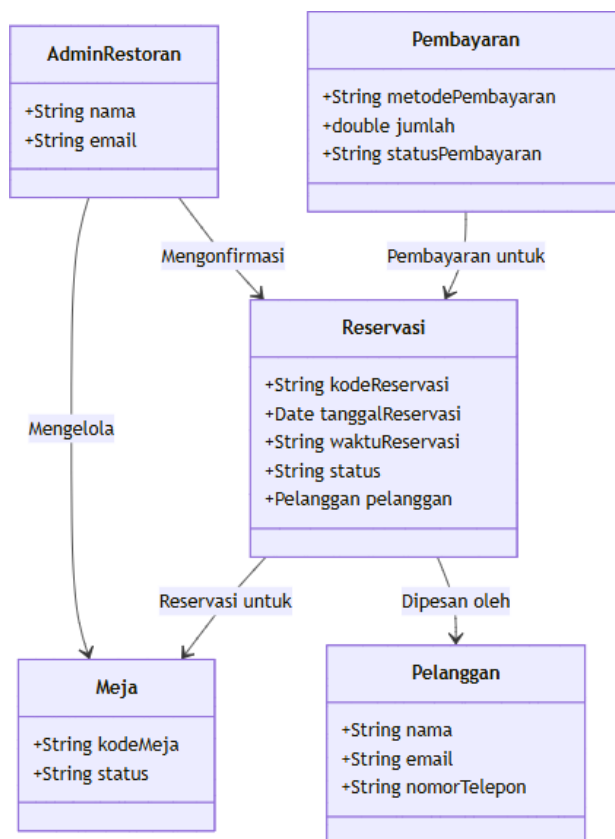 AdminRestoran
+String nama
+String email
Pembayaran
+String metodePembayaran
+double jumlah
+String statusPembayaran
Mengonfirmasi
Pembayaran untuk
Reservasi
+String kodeReservasi
+Date tanggalReservasi
+String waktuReservasi
+String status
+Pelanggan pelanggan
Mengelola
Reservasi untuk
Dipesan oleh
Meja
+String kodeMeja
+String status
Pelanggan
+String nama
+String email
+String nomorTelepon